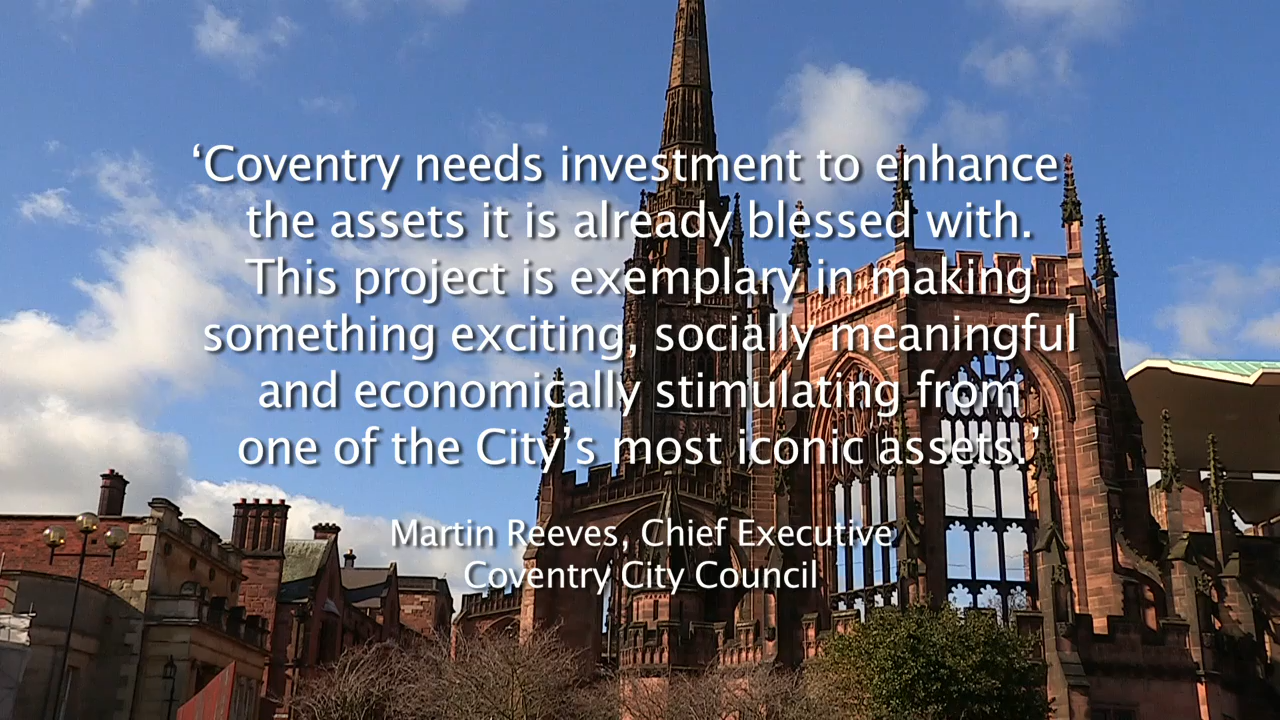 ‘Coventry needs investment to enhance
the assets it is already blessed with.
This project is exemplary in making
something exciting, socially meaningful
and economically stimulating from
one of the City’s most iconic assets.’
Martin Reeves, Chief Executive
Coventry City Council